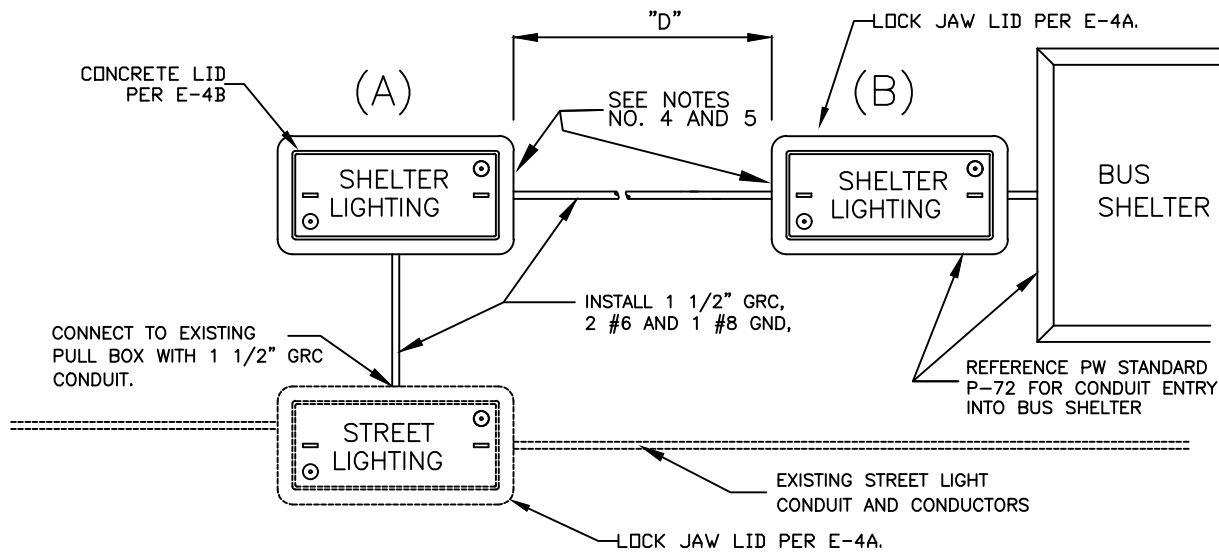 "D"
LOCK JAW LID PER E-4A.
CONCRETE LID
PER E-4B
(A)
SEE NOTES
NO. 4 AND 5
(B)
SHELTER
LIGHTING
SHELTER
LIGHTING
BUS
SHELTER
INSTALL 1 1/2" GRC,
2 #6 AND 1 #8 GND,
CONNECT TO EXISTING
PULL BOX WITH 1 1/2" GRC
CONDUIT.
REFERENCE PW STANDARD
P-72 FOR CONDUIT ENTRY
INTO BUS SHELTER
STREET
LIGHTING
EXISTING STREET LIGHT
CONDUIT AND CONDUCTORS
LOCK JAW LID PER E-4A.